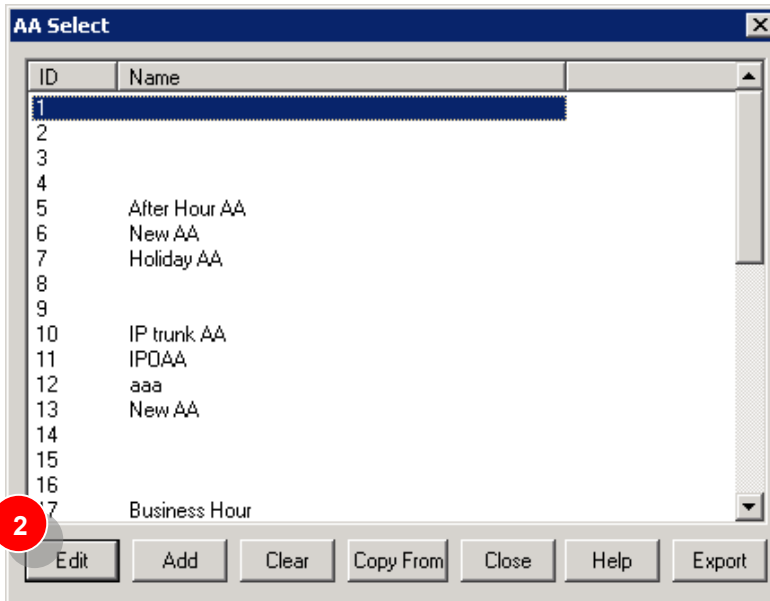 AA Select
ID Name
1
2
3
4
5 After Hour AA
6 New AA
7 Holiday AA
8
9
10 IP trunk AA
11 IPOAA
12 aaa
13 New AA
14
15
16
7 Business Hour
2
Edit Add Clear Copy From Close Help Export